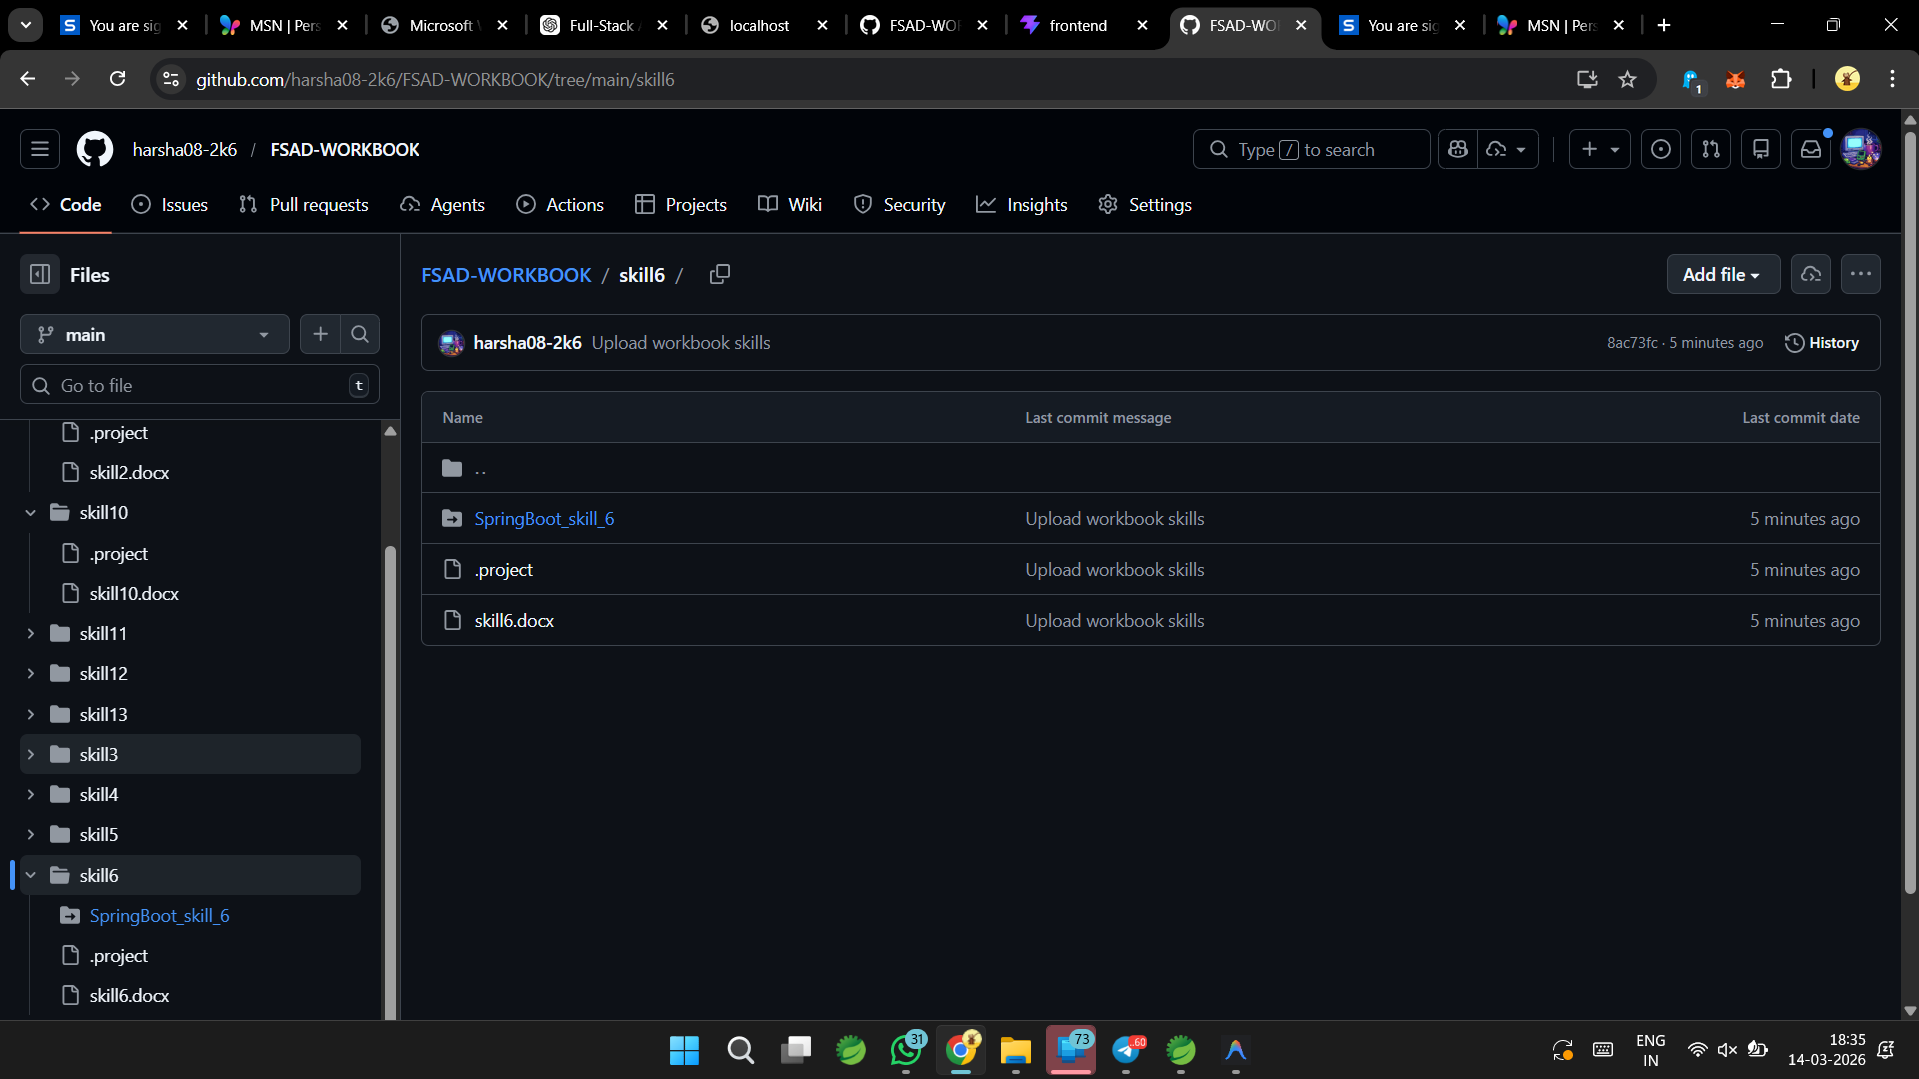 You are sig
MSN | Pers
Microsoft
Full-Stack
localhost
FSAD-WO
frontend
FSAD-WO
You are sig
MSN | Pers
github.com/harsha08-2k6/FSAD-WORKBOOK/tree/main/skill6
1
harsha08-2k6 / FSAD-WORKBOOK
Type / to search
Code
Issues
Pull requests
Agents
Actions
Projects
Wiki
Security
Insights
Settings
Files
main
Go to file
t
.project
skill2.docx
skill10
.project
skill10.docx
skill11
skill12
skill13
skill3
skill4
skill5
skill6
SpringBoot_skill_6
.project
skill6.docx
FSAD-WORKBOOK / skill6 /
Add file
harsha08-2k6 Upload workbook skills
8ac73fc · 5 minutes ago
History
Name Last commit message Last commit date
..
SpringBoot_skill_6 Upload workbook skills 5 minutes ago
.project Upload workbook skills 5 minutes ago
skill6.docx Upload workbook skills 5 minutes ago
31
73
60
ENG
IN
18:35
14-03-2026